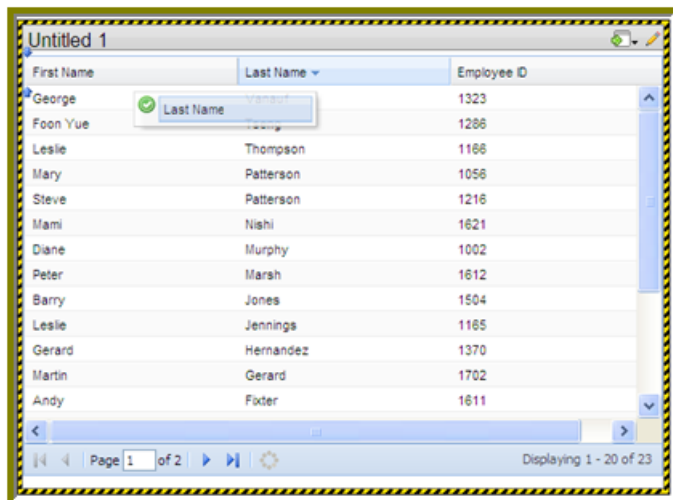 Untitled 1
First Name Last Name Employee ID
George 1323
Last Name
Foon Yue Tseng 1286
Leslie Thompson 1166
Mary Patterson 1056
Steve Patterson 1216
Mami Nishi 1621
Diane Murphy 1002
Peter Marsh 1612
Barry Jones 1504
Leslie Jennings 1165
Gerard Hernandez 1370
Martin Gerard 1702
Andy Fixter 1611
Page 1 of 2 Displaying 1 - 20 of 23